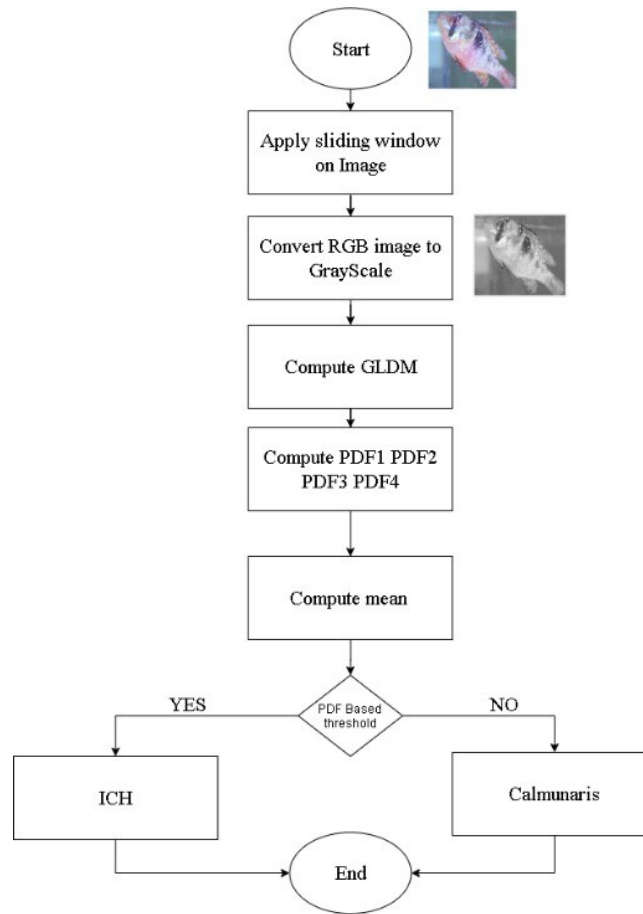 Start
Apply sliding window
on Image
Convert RGB image to
GrayScale
Compute GLDM
Compute PDF1 PDF2
PDF3 PDF4
Compute mean
PDF Based
threshold
YES
NO
ICH
Calmunaris
End